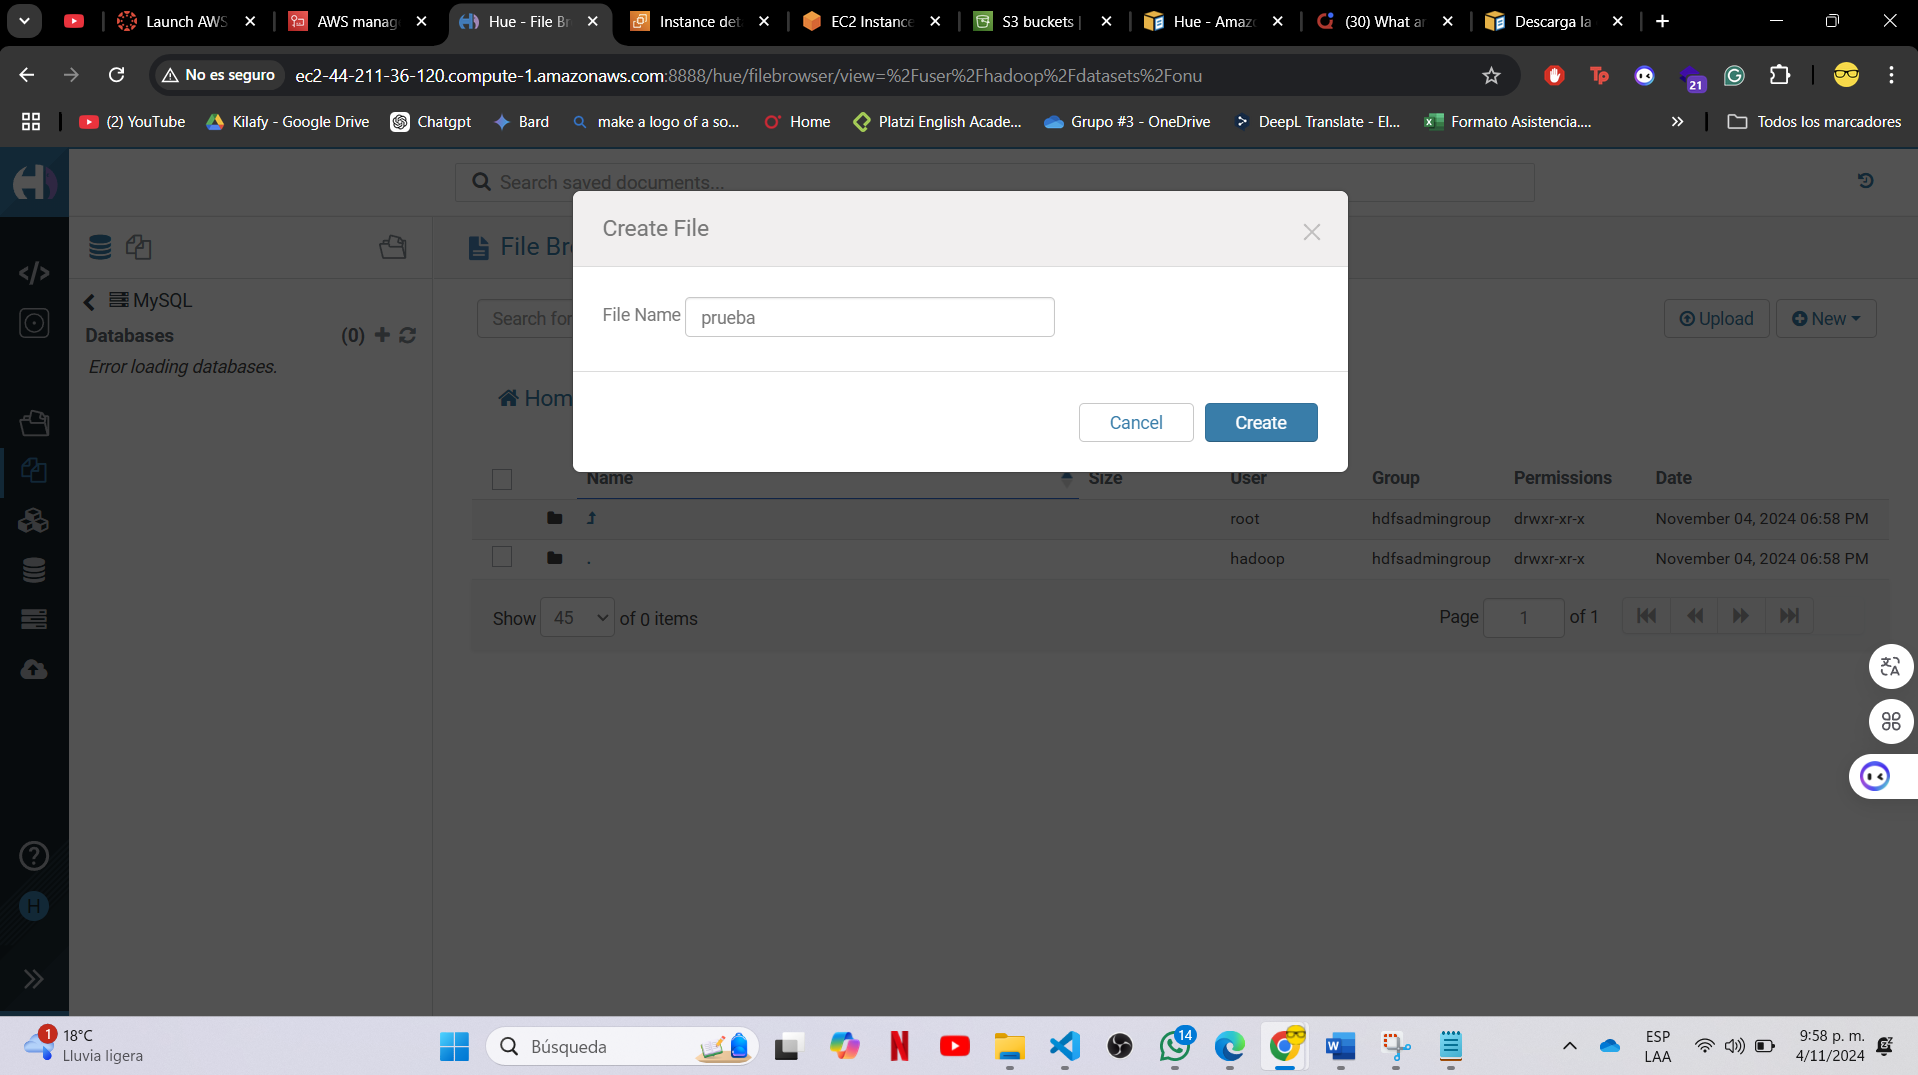 Launch AWS
AWS manag
Hue - File Br
Instance det
EC2 Instance
S3 buckets |
Hue - Amazo
(30) What ar
Descarga la
No es seguro
ec2-44-211-36-120.compute-1.amazonaws.com:8888/hue/filebrowser/view=%2Fuser%2Fhadoop%2Fdatasets%2Fonu
21
(2) YouTube
Kilafy - Google Drive
Chatgpt
Bard
make a logo of a so...
Home
Platzi English Acade...
Grupo #3 - OneDrive
DeepL Translate - El...
Formato Asistencia....
Todos los marcadores
Search saved documents...
Create File
File Br
MySQL
Databases (0)
Error loading databases.
Search for
File Name prueba
Upload
New
Hom
Cancel
Create
Name Size User Group Permissions Date
root hdfsadmingroup drwxr-xr-x November 04, 2024 06:58 PM
. hadoop hdfsadmingroup drwxr-xr-x November 04, 2024 06:58 PM
Show 45 of 0 items
Page 1 of 1
H
1
18°C
Lluvia ligera
Búsqueda
14
ESP
LAA
9:58 p. m.
4/11/2024